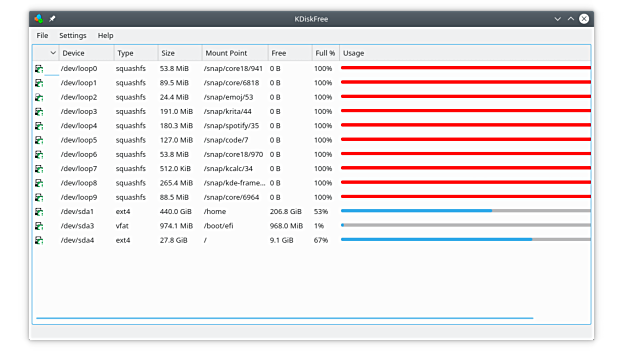 KDiskFree
File Settings Help
Device Type Size Mount Point Free Full % Usage
/dev/loop0 squashfs 53.8 MiB /snap/core18/941 0 B 100%
/dev/loop1 squashfs 89.5 MiB /snap/core/6818 0 B 100%
/dev/loop2 squashfs 24.4 MiB /snap/emoj/53 0 B 100%
/dev/loop3 squashfs 191.0 MiB /snap/krita/44 0 B 100%
/dev/loop4 squashfs 180.3 MiB /snap/spotify/35 0 B 100%
/dev/loop5 squashfs 127.0 MiB /snap/code/7 0 B 100%
/dev/loop6 squashfs 53.8 MiB /snap/core18/970 0 B 100%
/dev/loop7 squashfs 512.0 KiB /snap/kcalc/34 0 B 100%
/dev/loop8 squashfs 265.4 MiB /snap/kde-frame... 0 B 100%
/dev/loop9 squashfs 88.5 MiB /snap/core/6964 0 B 100%
/dev/sda1 ext4 440.0 GiB /home 206.8 GiB 53%
/dev/sda3 vfat 974.1 MiB /boot/efi 968.0 MiB 1%
/dev/sda4 ext4 27.8 GiB / 9.1 GiB 67%